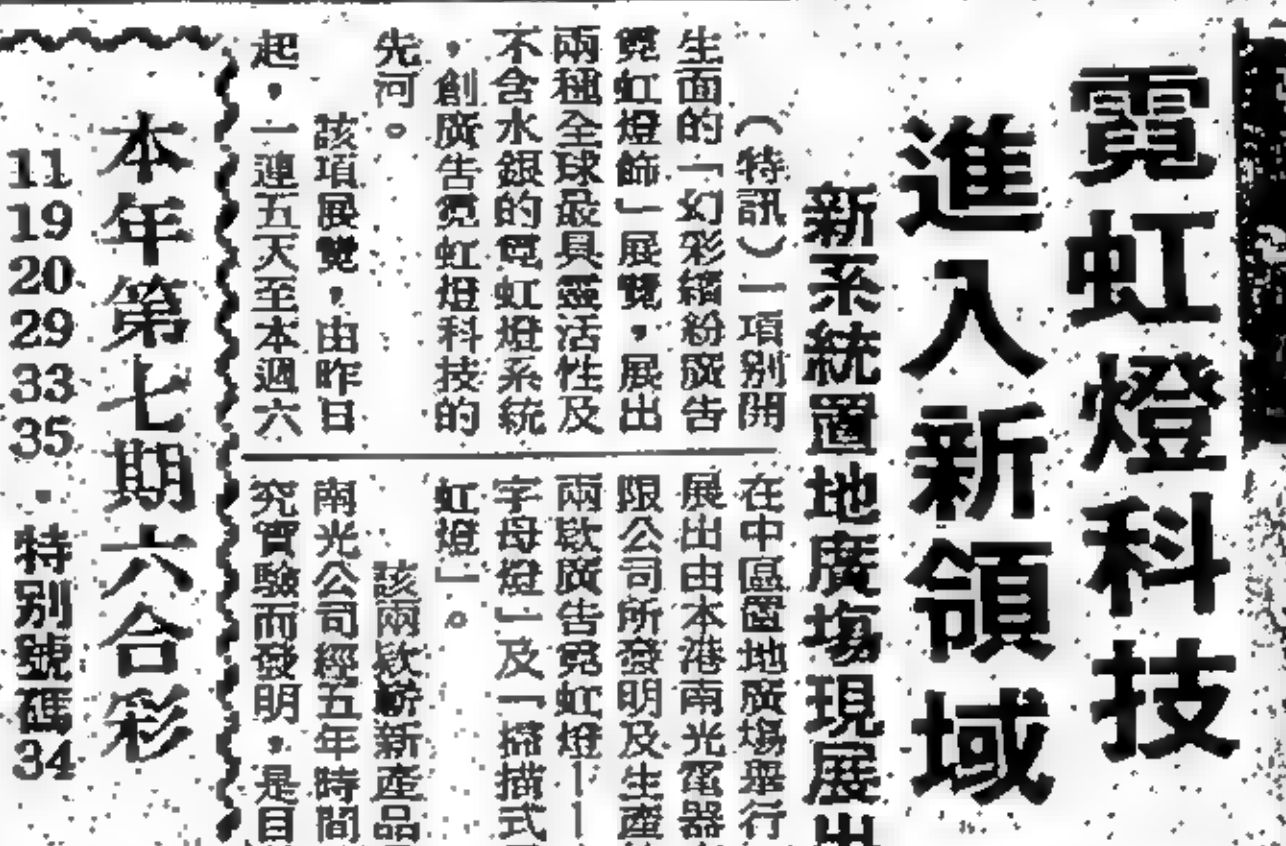 霓虹燈科技
進入新領域
新系統置地廣場現展出
（特訊）一項別開
生面的「幻彩繽紛廣告
霓虹燈飾」展覽，展出
兩種全球最具靈活性及
不含水銀的霓虹燈系統
，創廣告霓虹燈科技的
先河。
該項展覽，由昨日
起，一連五天至本週六
在中區置地廣場舉行
展出由本港南光電器
限公司所發明及生產
兩款廣告霓虹燈——
字母燈」及「掃描式
虹燈」。
該兩款嶄新產品
南光公司經五年時間
究實驗而發明，是目
本年第七期六合彩
11 19 20 29 33 35．特別號碼34